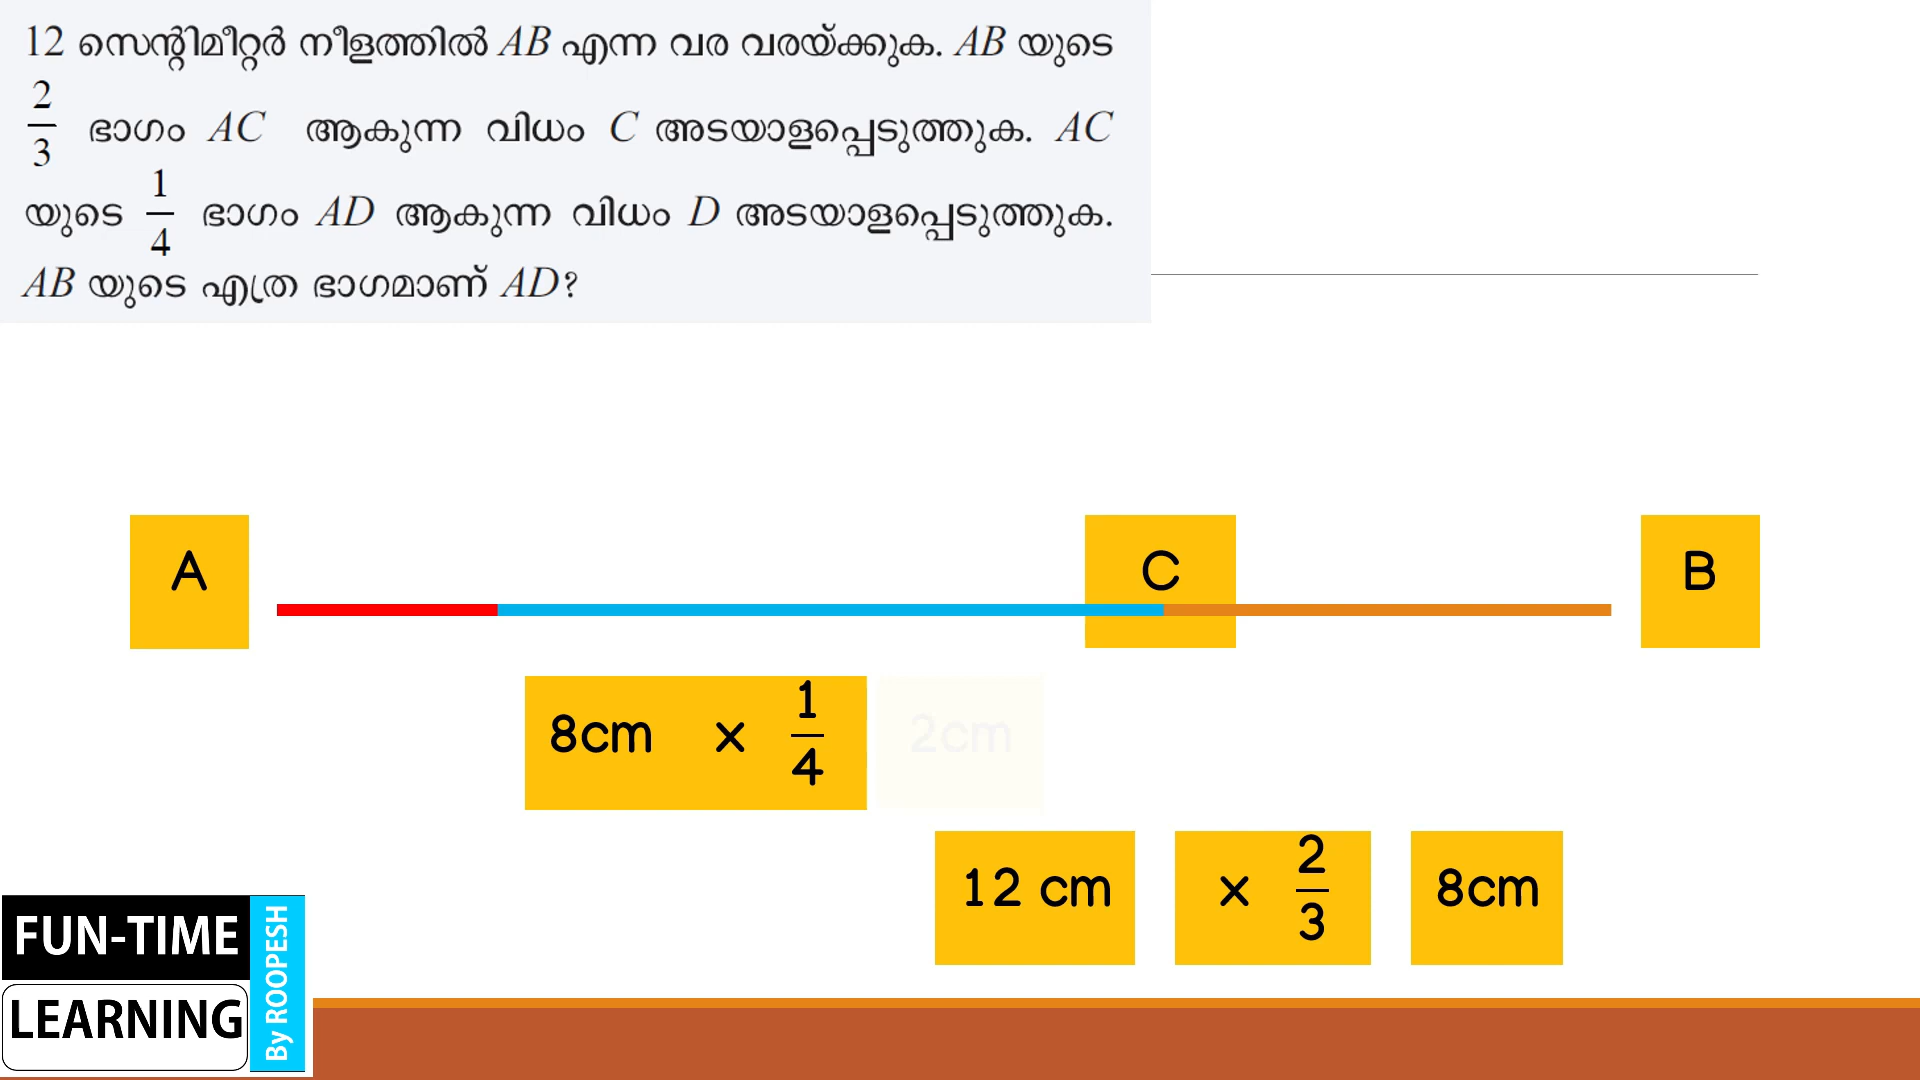 12 സെന്റിമീറ്റർ നീളത്തിൽ AB എന്ന വര വരയ്ക്കുക. AB യുടെ
2/3 ഭാഗം AC ആകുന്ന വിധം C അടയാളപ്പെടുത്തുക. AC
യുടെ 1/4 ഭാഗം AD ആകുന്ന വിധം D അടയാളപ്പെടുത്തുക.
AB യുടെ എത്ര ഭാഗമാണ് AD?
A C B
8cm x 1/4 2cm
12 cm x 2/3 8cm
FUN-TIME
LEARNING
By ROOPESH